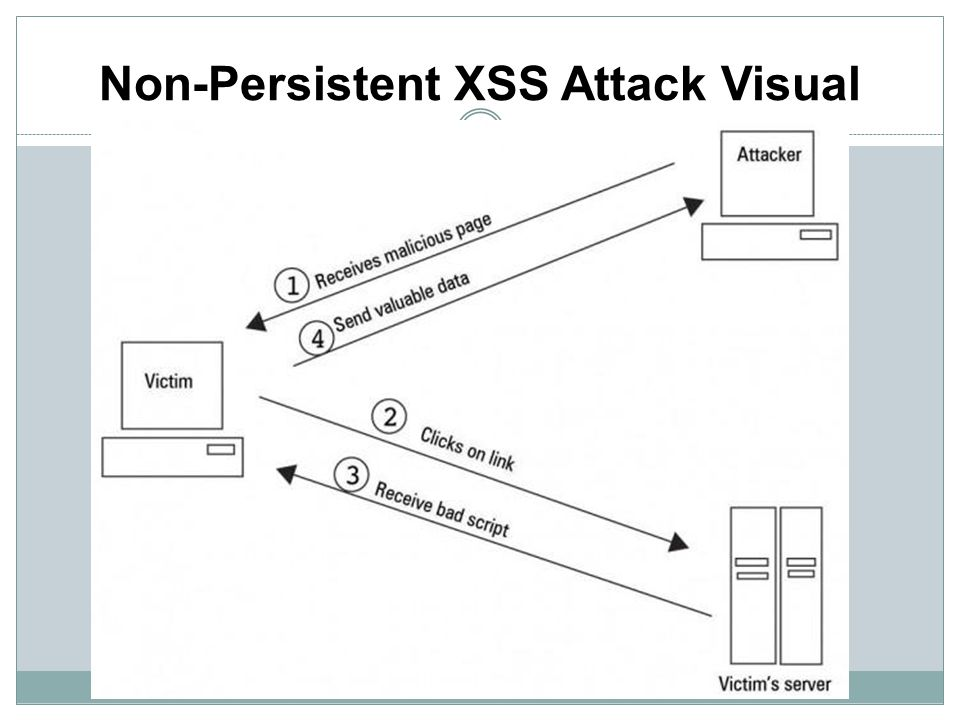 Non-Persistent XSS Attack Visual
Attacker
1 Receives malicious page
4 Send valuable data
Victim
2 Clicks on link
3 Receive bad script
Victim's server